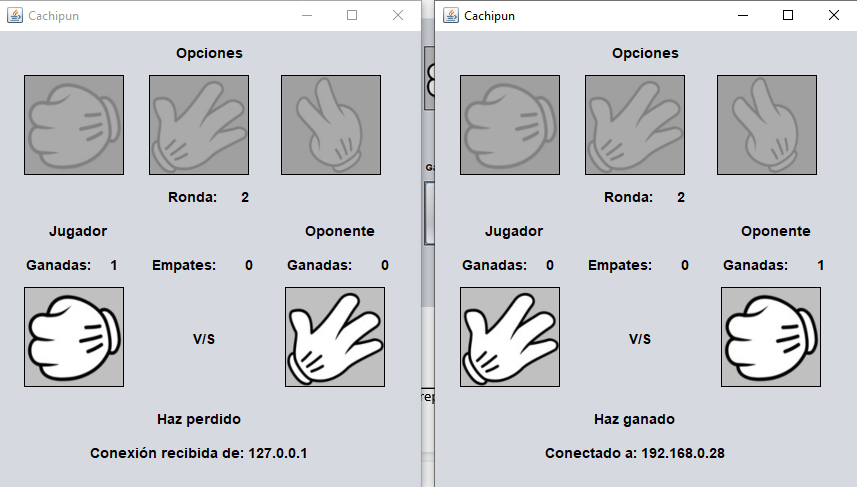 Cachipun
Opciones
Ronda: 2
Jugador Oponente
Ganadas: 1 Empates: 0 Ganadas: 0
V/S
Haz perdido
Conexión recibida de: 127.0.0.1
Cachipun
Opciones
Ronda: 2
Jugador Oponente
Ganadas: 0 Empates: 0 Ganadas: 1
V/S
Haz ganado
Conectado a: 192.168.0.28